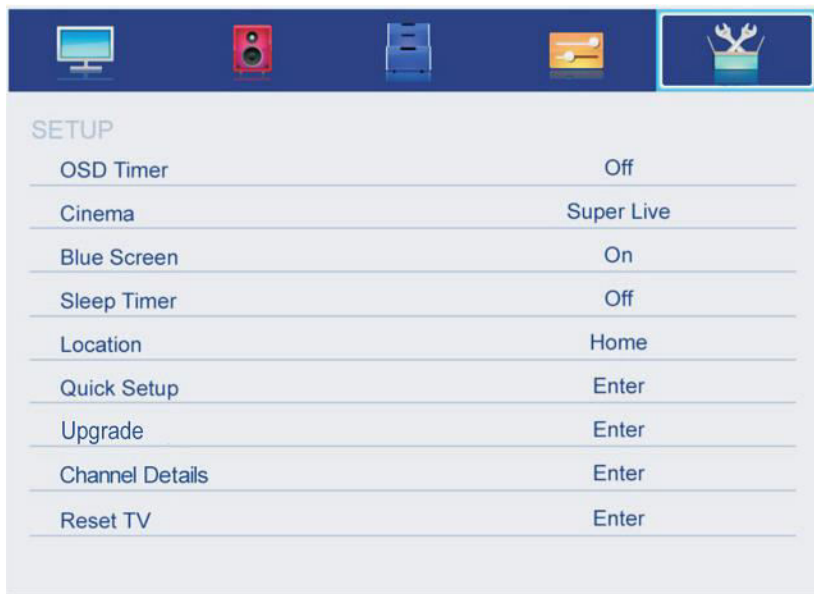 SETUP
OSD Timer Off
Cinema Super Live
Blue Screen On
Sleep Timer Off
Location Home
Quick Setup Enter
Upgrade Enter
Channel Details Enter
Reset TV Enter